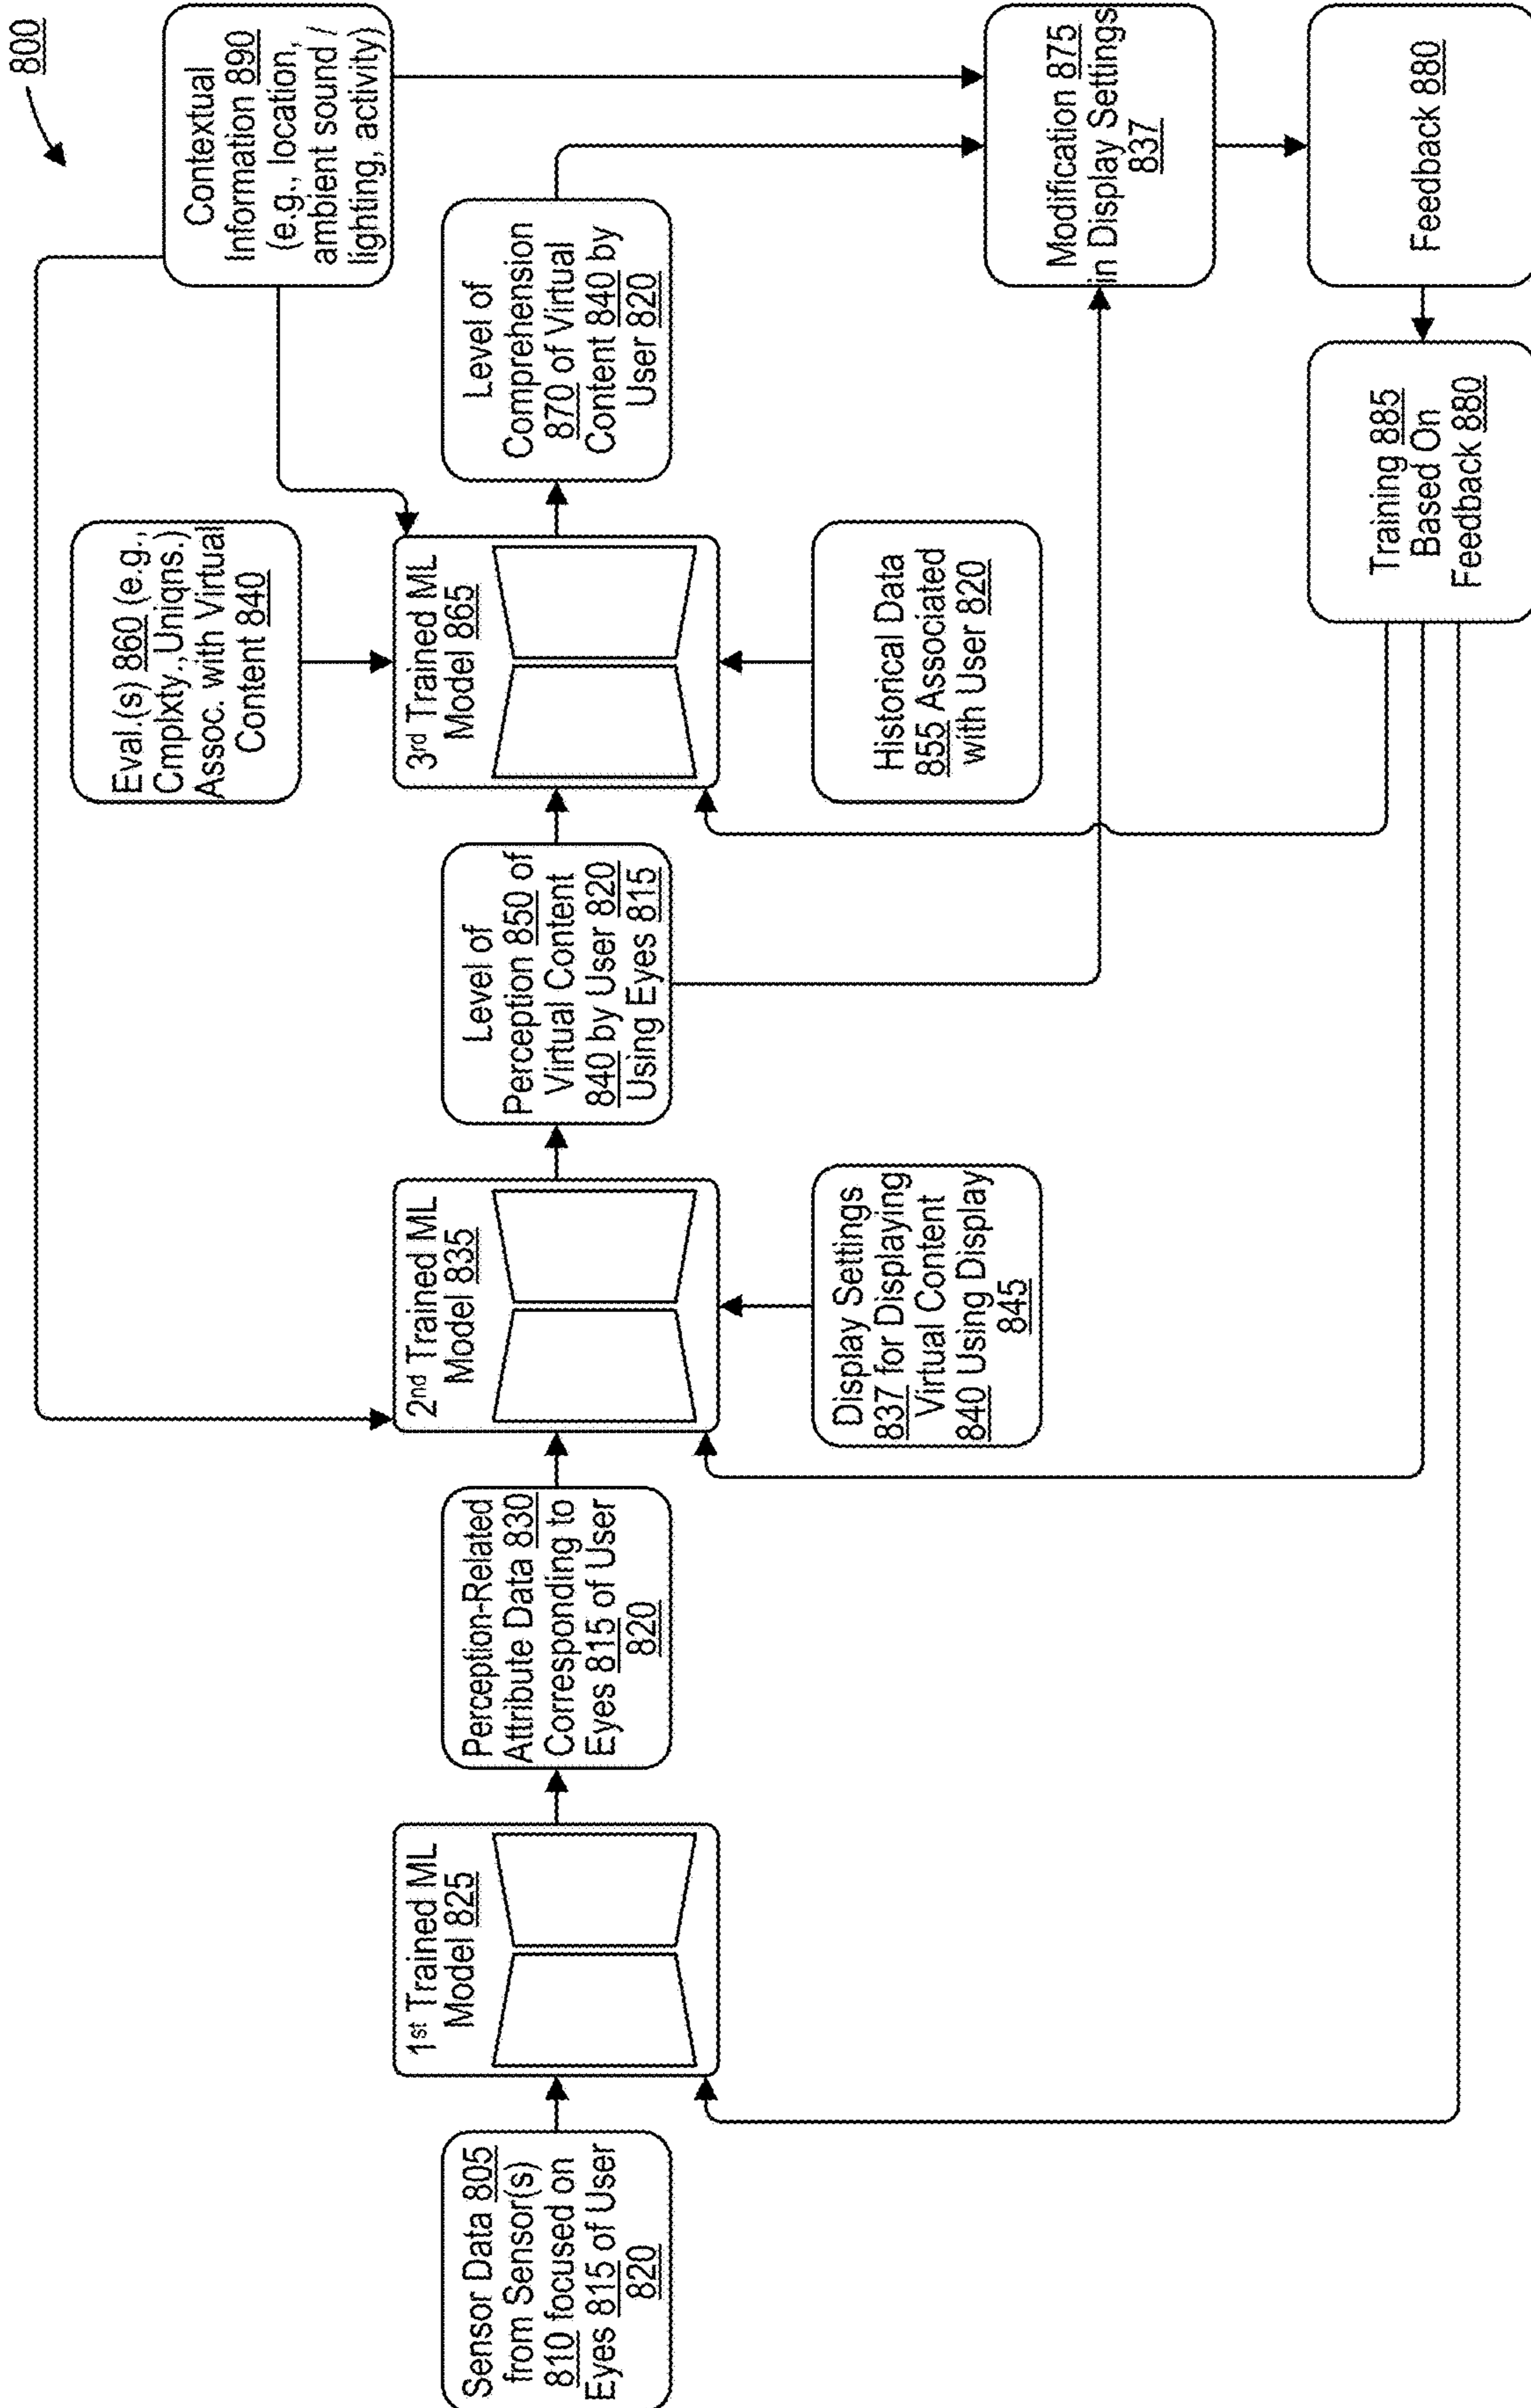 800
Contextual
Information 890
(e.g., location,
ambient sound /
lighting, activity)
Eval.(s) 860 (e.g.,
Cmplxty., Uniqns.)
Assoc. with Virtual
Content 840
Sensor Data 805
from Sensor(s)
810 focused on
Eyes 815 of User
820
1st Trained ML
Model 825
Perception-Related
Attribute Data 830
Corresponding to
Eyes 815 of User
820
2nd Trained ML
Model 835
Display Settings
837 for Displaying
Virtual Content
840 Using Display
845
Level of
Perception 850 of
Virtual Content
840 by User 820
Using Eyes 815
3rd Trained ML
Model 865
Historical Data
855 Associated
with User 820
Level of
Comprehension
870 of Virtual
Content 840 by
User 820
Modification 875
in Display Settings
837
Training 885
Based On
Feedback 880
Feedback 880